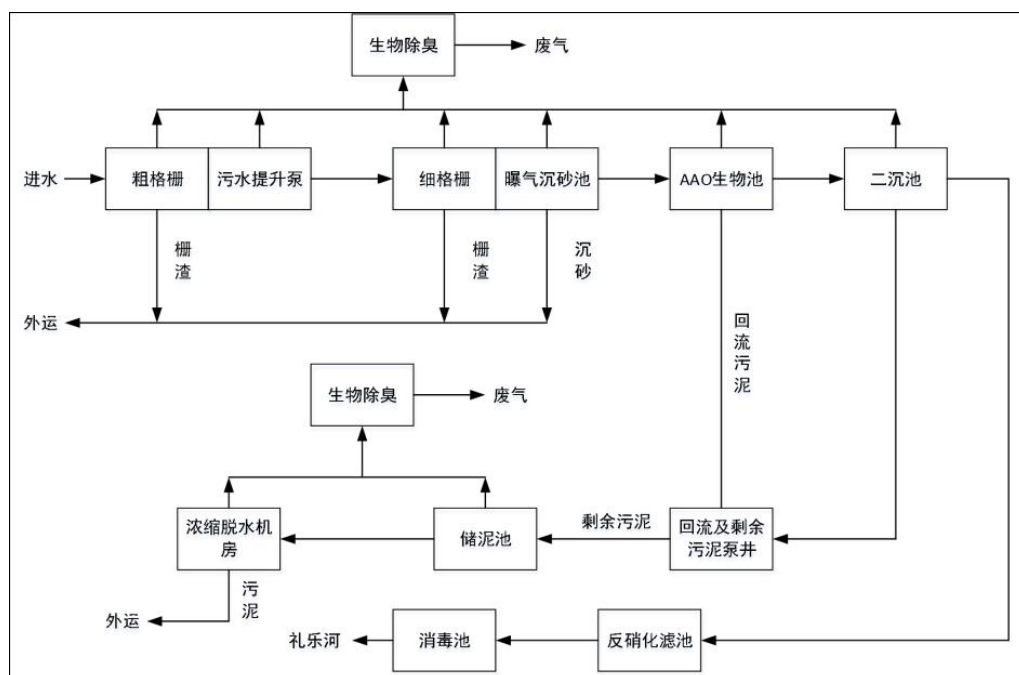 生物除臭
废气
进水
粗格栅
污水提升泵
细格栅
曝气沉砂池
AAO生物池
二沉池
栅渣
栅渣
沉砂
外运
回流污泥
生物除臭
废气
浓缩脱水机
房
储泥池
剩余污泥
回流及剩余
污泥泵井
污泥
外运
礼乐河
消毒池
反硝化滤池